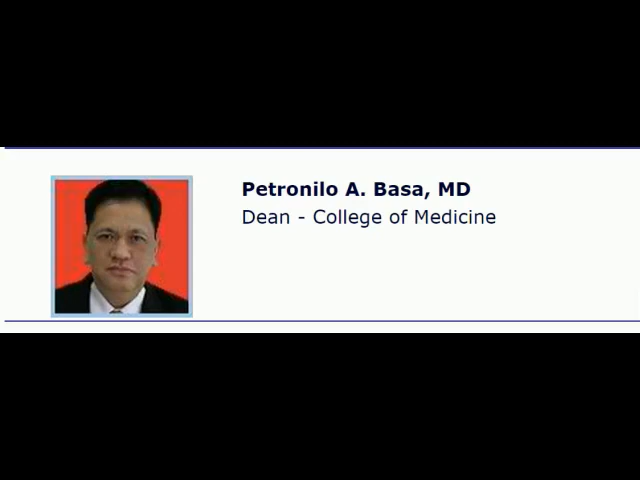 Petronilo A. Basa, MD
Dean - College of Medicine